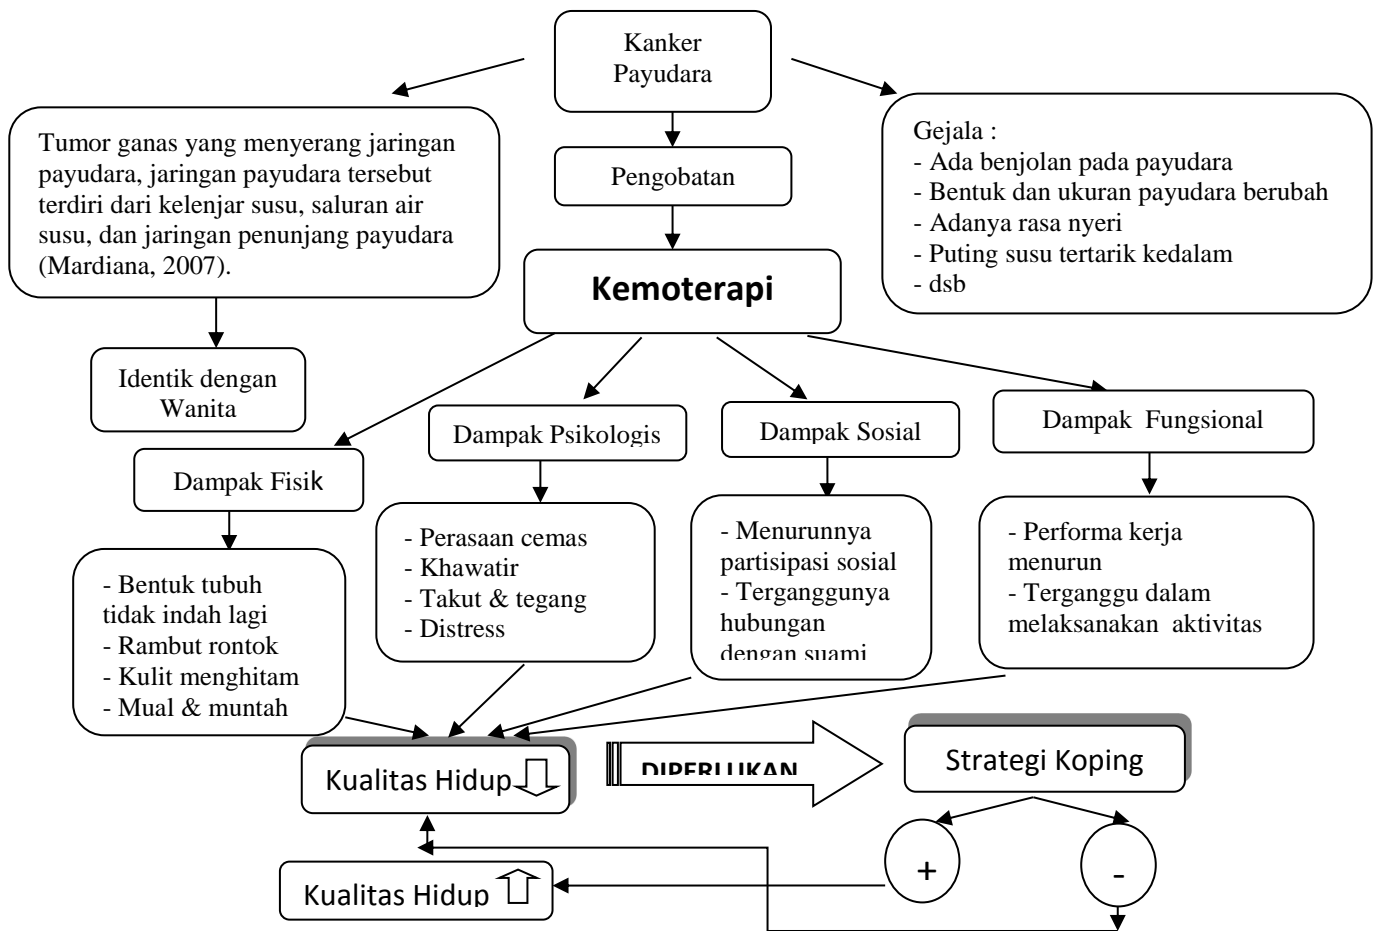 Kanker
Payudara
Tumor ganas yang menyerang jaringan
payudara, jaringan payudara tersebut
terdiri dari kelenjar susu, saluran air
susu, dan jaringan penunjang payudara
(Mardiana, 2007).
Pengobatan
Gejala :
- Ada benjolan pada payudara
- Bentuk dan ukuran payudara berubah
- Adanya rasa nyeri
- Puting susu tertarik kedalam
- dsb
Kemoterapi
Identik dengan
Wanita
Dampak Fisik
Dampak Psikologis
Dampak Sosial
Dampak Fungsional
- Bentuk tubuh
tidak indah lagi
- Rambut rontok
- Kulit menghitam
- Mual & muntah
- Perasaan cemas
- Khawatir
- Takut & tegang
- Distress
- Menurunnya
partisipasi sosial
- Terganggunya
hubungan
dengan suami
- Performa kerja
menurun
- Terganggu dalam
melaksanakan aktivitas
Kualitas Hidup
DIPERLUKAN
Strategi Koping
+
-
Kualitas Hidup